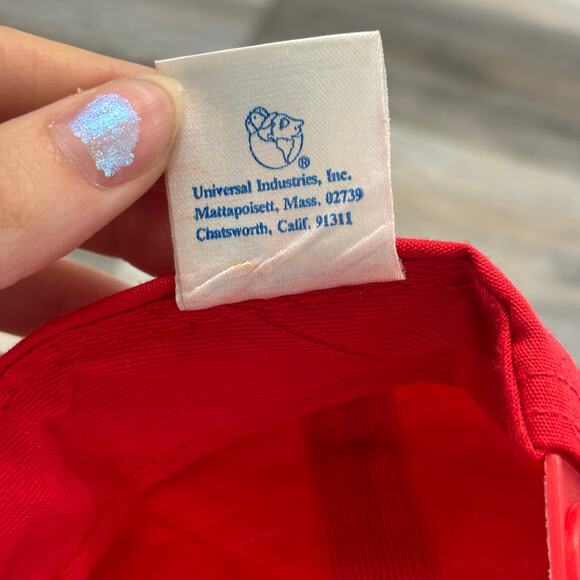 ®
Universal Industries, Inc.
Mattapoisett, Mass. 02739
Chatsworth, Calif. 91311